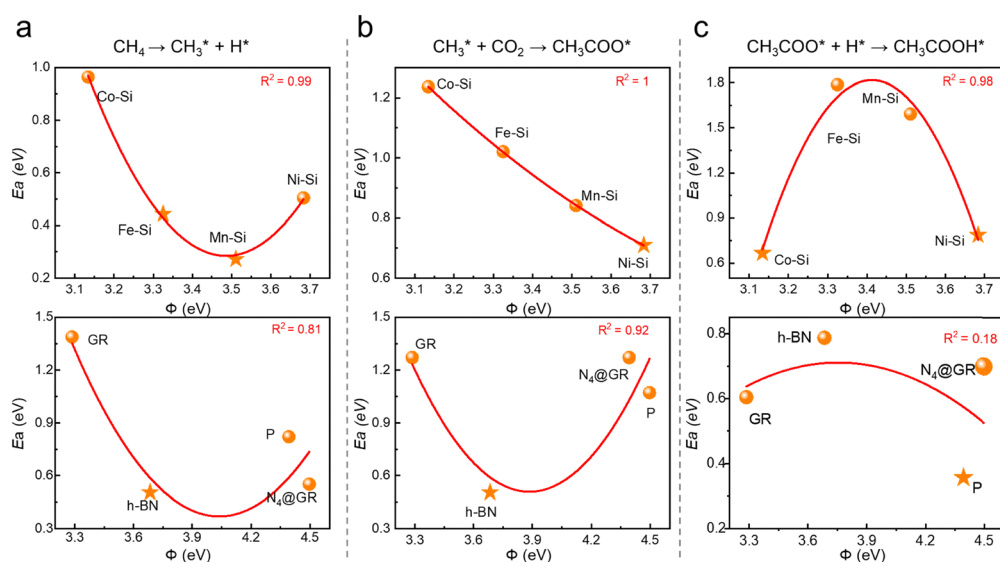 a
CH₄ → CH₃* + H*
R² = 0.99
Co-Si
Fe-Si
Mn-Si
Ni-Si
Ea (eV)
1.0
0.8
0.6
0.4
0.2
3.1 3.2 3.3 3.4 3.5 3.6 3.7
Φ (eV)
R² = 0.81
GR
P
h-BN
N₄@GR
Ea (eV)
1.5
1.2
0.9
0.6
0.3
3.3 3.6 3.9 4.2 4.5
Φ (eV)
b
CH₃* + CO₂ → CH₃COO*
R² = 1
Co-Si
Fe-Si
Mn-Si
Ni-Si
Ea (eV)
1.2
1.0
0.8
0.6
3.1 3.2 3.3 3.4 3.5 3.6 3.7
Φ (eV)
R² = 0.92
GR
N₄@GR
P
h-BN
Ea (eV)
1.5
1.2
0.9
0.6
0.3
3.3 3.6 3.9 4.2 4.5
Φ (eV)
c
CH₃COO* + H* → CH₃COOH*
R² = 0.98
Mn-Si
Fe-Si
Ni-Si
Co-Si
Ea (eV)
1.8
1.5
1.2
0.9
0.6
3.1 3.2 3.3 3.4 3.5 3.6 3.7
Φ (eV)
R² = 0.18
h-BN
N₄@GR
GR
P
Ea (eV)
0.8
0.6
0.4
0.2
3.3 3.6 3.9 4.2 4.5
Φ (eV)